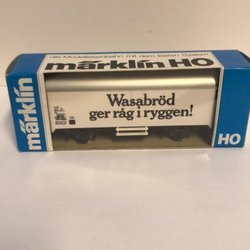 die Modelleisenbahn mit dem klaren System
märklin HO
Wasabröd
ger råg i ryggen!
märklin
HO